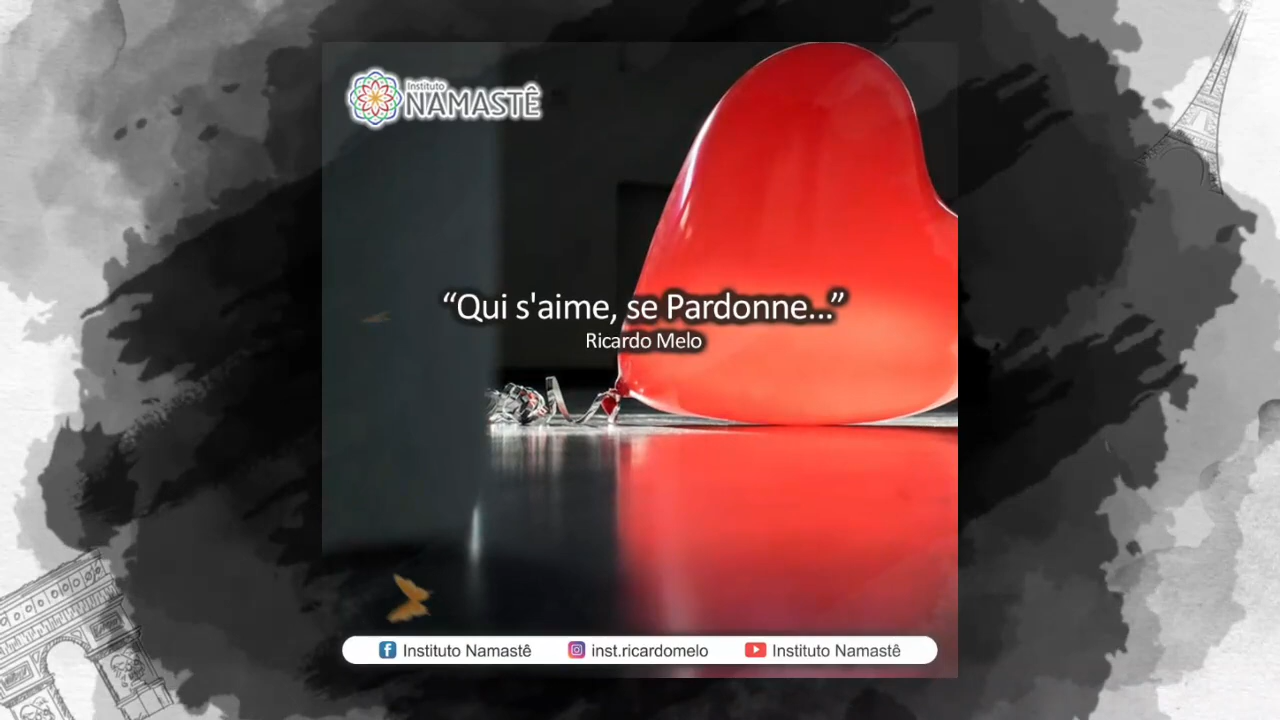 Instituto
NAMASTÊ
“Qui s'aime, se Pardonne...”
Ricardo Melo
Instituto Namastê inst.ricardomelo Instituto Namastê